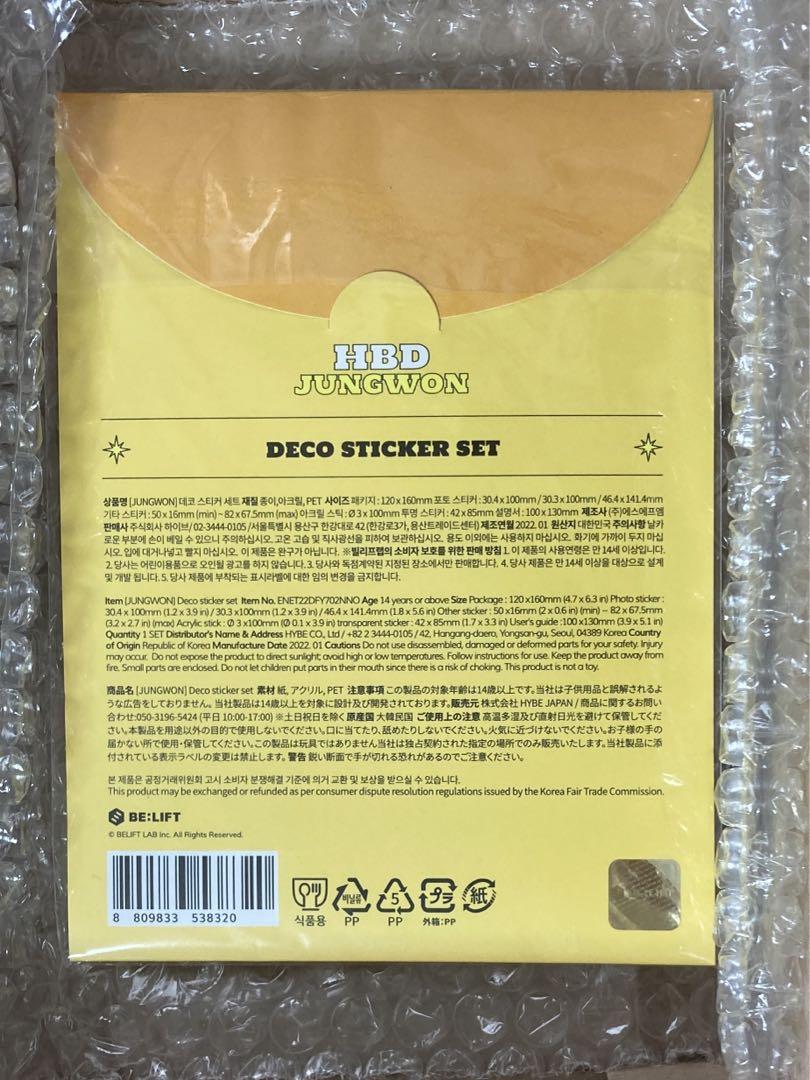 HBD
JUNGWON
DECO STICKER SET
상품명 [JUNGWON] 데코 스티커 세트 재질 종이,아크릴, PET 사이즈 패키지 : 120 x 160mm 포토 스티커 : 30.4 x 100mm / 30.3 x 100mm / 46.4 x 141.4mm
기타 스티커 : 50 x 16mm (min) ~ 82 x 67.5mm (max) 아크릴 스틱 : Ø 3 x 100mm 투명 스티커 : 42 x 85mm 설명서 : 100 x 130mm 제조사 (주)에스에프엠
판매사 주식회사 하이브/ 02-3444-0105 /서울특별시 용산구 한강대로 42 (한강로3가, 용산트레이드센터) 제조연월 2022. 01 원산지 대한민국 주의사항 날카
로운 부분에 손이 베일 수 있으니 주의하십시오. 고온 고습 및 직사광선을 피하여 보관하십시오. 용도 이외에는 사용하지 마십시오. 화기에 가까이 두지 마십
시오. 입에 대거나넣고 빨지 마십시오. 이 제품은 완구가 아닙니다. ※빌리프랩의 소비자 보호를 위한 판매 방침 1. 이 제품의 사용연령은 만 14세 이상입니다.
2. 당사는 어린이용품으로 오인될 광고를 하지 않습니다. 3. 당사와 독점계약된 지정된 장소에서만 판매합니다. 4. 당사 제품은 만 14세 이상을 대상으로 설계
및 개발 됩니다. 5. 당사 제품에 부착되는 표시라벨에 대한 임의 변경을 금지합니다.
Item [JUNGWON] Deco sticker set Item No. ENET22DFY702NNO Age 14 years or above Size Package : 120 x160mm (4.7 x 6.3 in) Photo sticker :
30.4 x 100mm (1.2 x 3.9 in) / 30.3 x 100mm (1.2 x 3.9 in) / 46.4 x 141.4mm (1.8 x 5.6 in) Other sticker : 50 x16mm (2 x 0.6 in) (min) ~ 82 x 67.5mm
(3.2 x 2.7 in) (max) Acrylic stick : Ø 3 x100mm (Ø 0.1 x 3.9 in) transparent sticker : 42 x 85mm (1.7 x 3.3 in) User's guide : 100 x130mm (3.9 x 5.1 in)
Quantity 1 SET Distributor's Name & Address HYBE CO., Ltd / +82 2 3444-0105 / 42, Hangang-daero, Yongsan-gu, Seoul, 04389 Korea Country
of Origin Republic of Korea Manufacture Date 2022. 01 Cautions Do not use disassembled, damaged or deformed parts for your safety. Injury
may occur. Do not expose the product to direct sunlight; avoid high or low temperatures. Follow instructions for use. Keep the product away from
fire. Small parts are enclosed. Do not let children put parts in their mouth since there is a risk of choking. This product is not a toy.
商品名 [JUNGWON] Deco sticker set 素材 紙, アクリル, PET 注意事項 この製品の対象年齢は14歳以上です。当社は子供用品と誤解されるよ
うな広告をしておりません。当社製品は14歳以上を対象に設計及び開発されております。販売元 株式会社 HYBE JAPAN / 商品に関するお問い
合わせ:050-3196-5424 (平日 10:00-17:00) ※土日祝日を除く 原産国 大韓民国 ご使用上の注意 高温多湿及び直射日光を避けて保管してくだ
さい。本製品を用途以外の目的で使用しないでください。口に当てたり、舐めたりしないでください。火気に近づけないでください。お子様の手
の届かない所で使用・保管してください。この製品は玩具ではありません当社は独占契約された指定の場所でのみ販売いたします。当社製品に
付されている表示ラベルの変更は禁止します。警告 鋭い断面で手が切れる恐れがあるのでご注意ください。
본 제품은 공정거래위원회 고시 소비자 분쟁해결 기준에 의거 교환 및 보상을 받으실 수 있습니다.
This product may be exchanged or refunded as per consumer dispute resolution regulations issued by the Korea Fair Trade Commission.
BE:LIFT
© BELIFT LAB Inc. All Rights Reserved.
8 809833 538320
식품용
비닐류
PP
5
PP
プラ
外箱:PP
紙